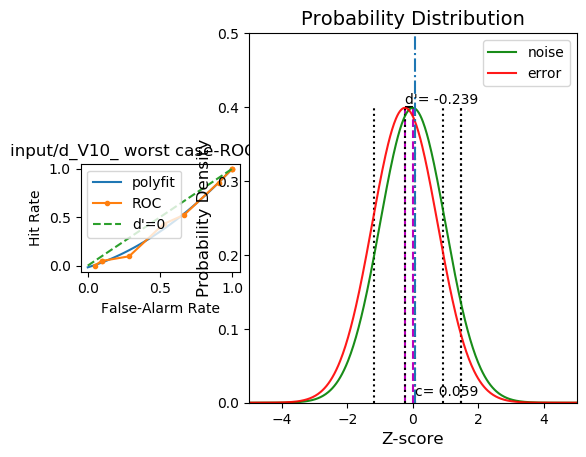 input/d_V10_ worst case-ROC
Hit Rate
1.0
0.5
0.0
polyfit
ROC
d'=0
0.0
0.5
1.0
False-Alarm Rate
Probability Distribution
Probability Density
0.5
0.4
0.3
0.2
0.1
0.0
noise
error
d'= -0.239
c= 0.059
−4
−2
0
2
4
Z-score